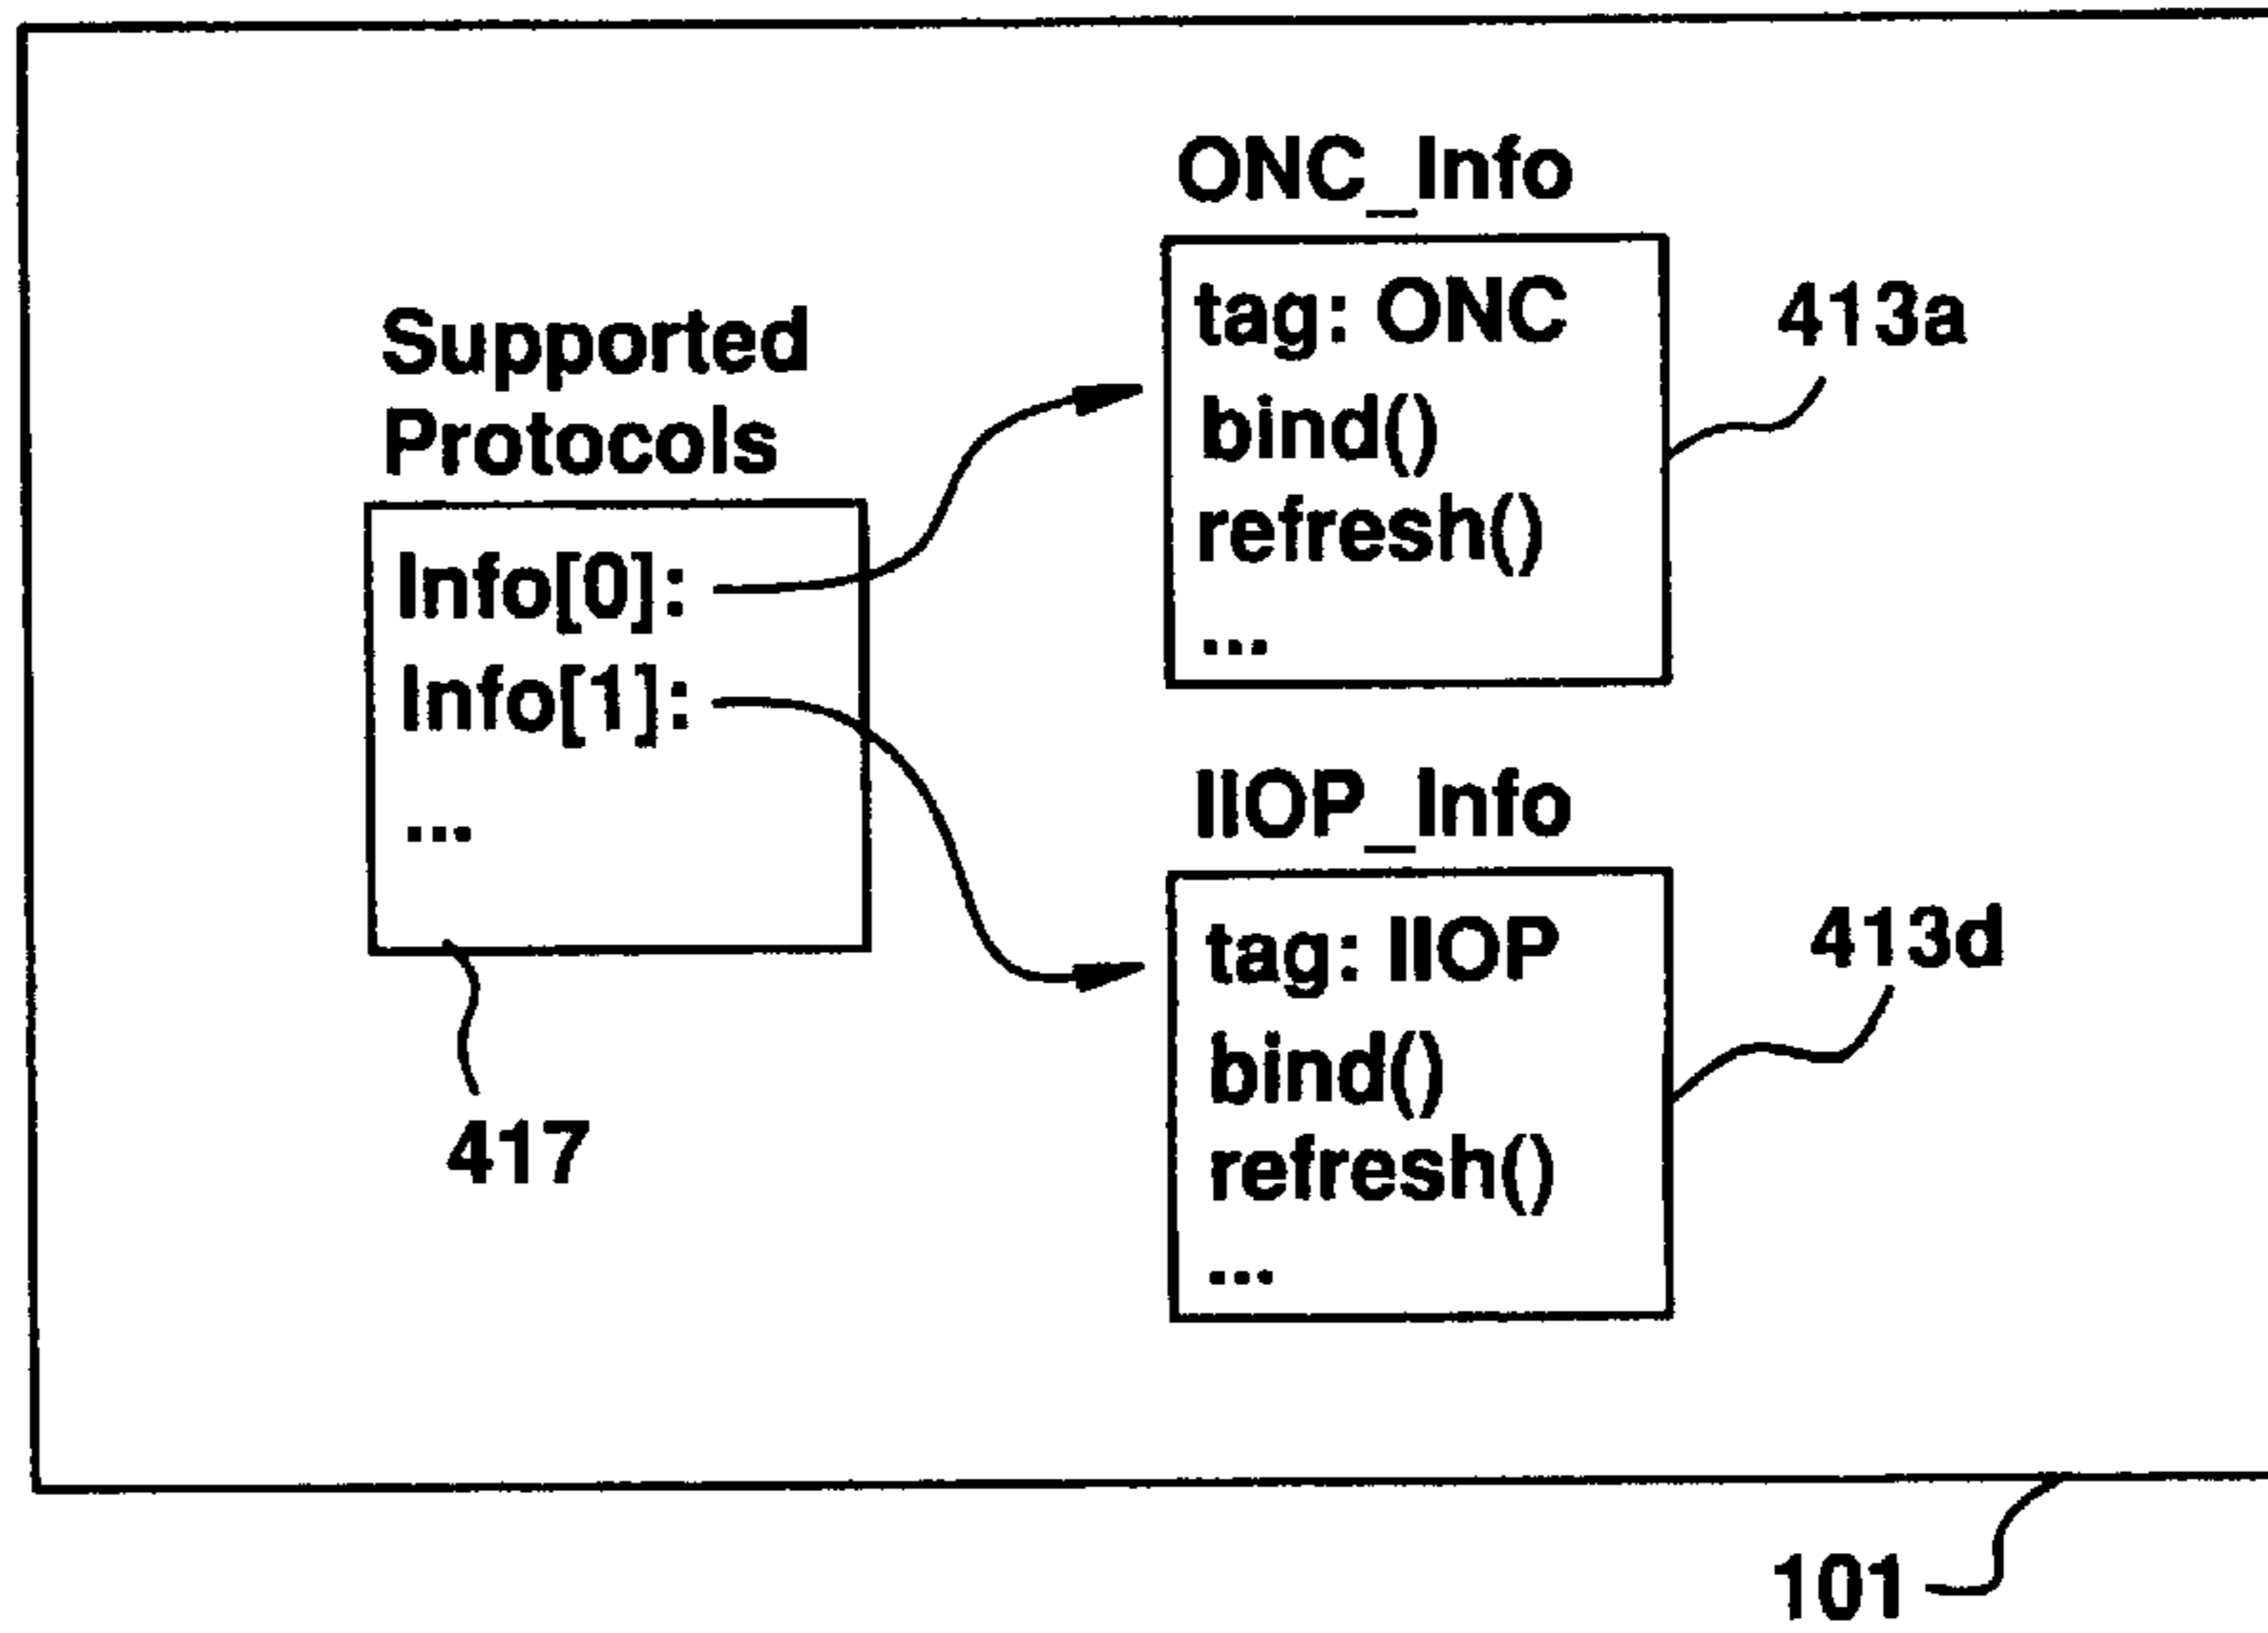 ONC_Info
tag: ONC
bind()
refresh()
...
413a
Supported
Protocols
Info[0]:
Info[1]:
...
417
IIOP_Info
tag: IIOP
bind()
refresh()
...
413d
101